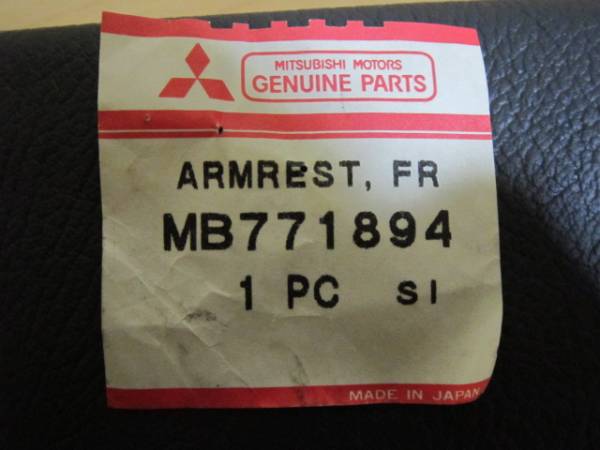 MITSUBISHI MOTORS
GENUINE PARTS
ARMREST, FR
MB771894
1 PC SI
MADE IN JAPAN